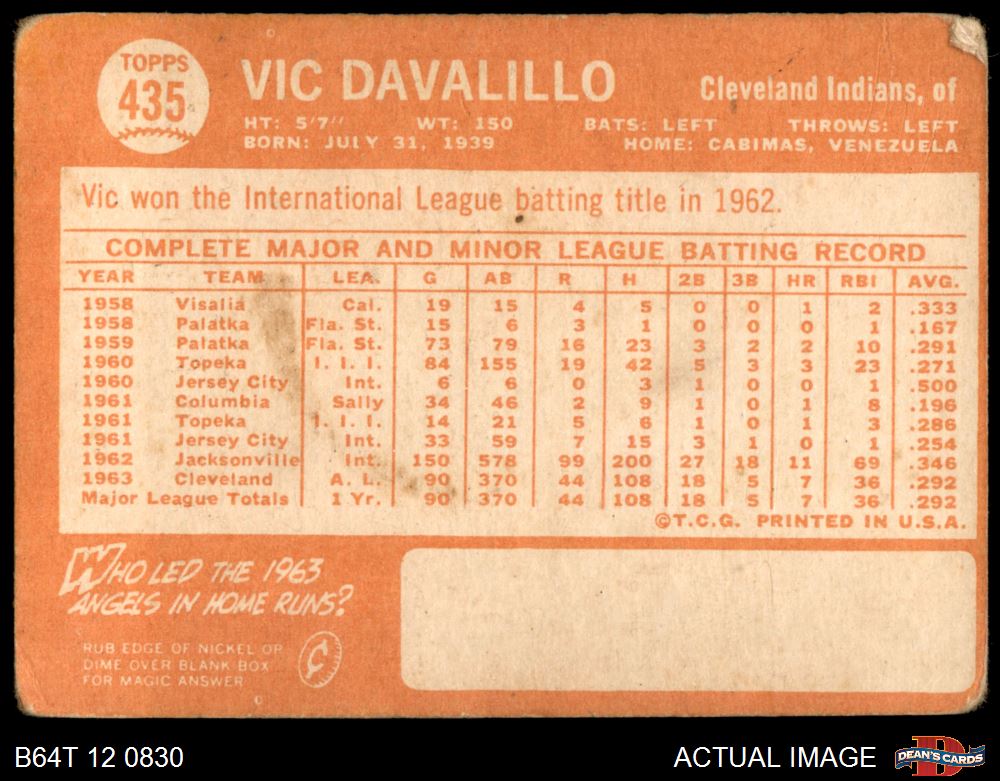 TOPPS
435
VIC DAVALILLO
Cleveland Indians, of
HT: 5'7" WT: 150 BATS: LEFT THROWS: LEFT
BORN: JULY 31, 1939 HOME: CABIMAS, VENEZUELA
Vic won the International League batting title in 1962.
COMPLETE MAJOR AND MINOR LEAGUE BATTING RECORD
YEAR TEAM LEA. G AB R H 2B 3B HR RBI AVG.
1958 Visalia Cal. 19 15 4 5 0 0 1 2 .333
1958 Palatka Fla. St. 15 6 3 1 0 0 0 1 .167
1959 Palatka Fla. St. 73 79 16 23 3 2 2 10 .291
1960 Topeka I. I. I. 84 155 19 42 5 3 3 23 .271
1960 Jersey City Int. 6 6 0 3 1 0 0 1 .500
1961 Columbia Sally 34 46 2 9 1 0 1 8 .196
1961 Topeka I. I. I. 14 21 5 6 1 0 1 3 .286
1961 Jersey City Int. 33 59 7 15 3 1 0 1 .254
1962 Jacksonville Int. 150 578 99 200 27 18 11 69 .346
1963 Cleveland A. L. 90 370 44 108 18 5 7 36 .292
Major League Totals 1 Yr. 90 370 44 108 18 5 7 36 .292
©T.C.G. PRINTED IN U.S.A.
WHO LED THE 1963
ANGELS IN HOME RUNS?
RUB EDGE OF NICKEL OR
DIME OVER BLANK BOX
FOR MAGIC ANSWER
¢
B64T 12 0830
ACTUAL IMAGE
D
DEAN'S CARDS